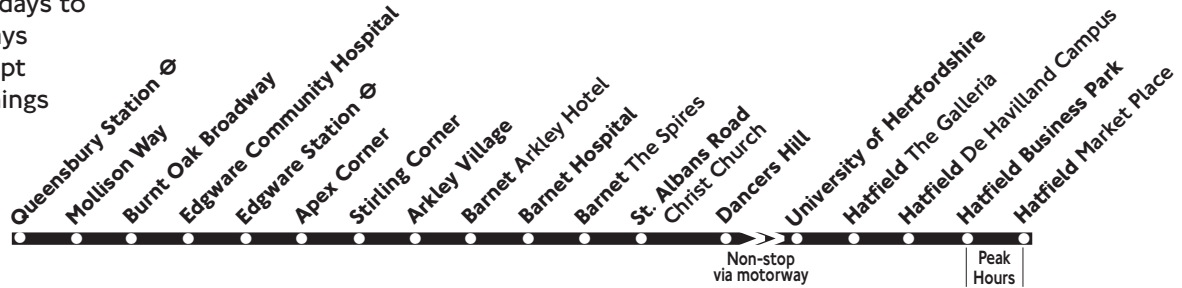 days to
ays
pt
ings
Queensbury Station
Mollison Way
Burnt Oak Broadway
Edgware Community Hospital
Edgware Station
Apex Corner
Stirling Corner
Arkley Village
Barnet Arkley Hotel
Barnet Hospital
Barnet The Spires
St. Albans Road
Christ Church
Dancers Hill
University of Hertfordshire
Hatfield The Galleria
Hatfield De Havilland Campus
Hatfield Business Park
Hatfield Market Place
Non-stop
via motorway
Peak
Hours